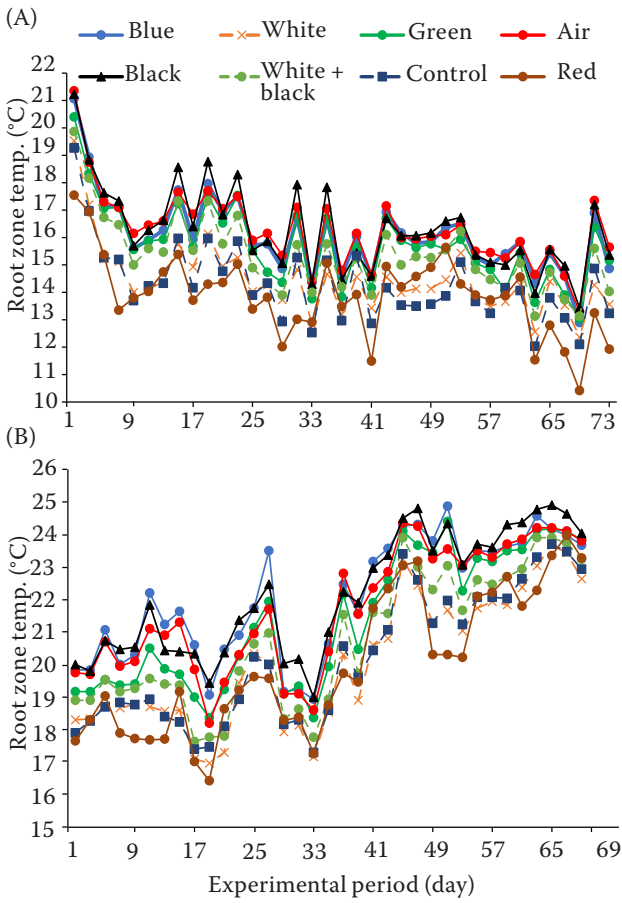 (A)
Blue White Green Air
Black White + black Control Red
Root zone temp. (°C)
22
21
20
19
18
17
16
15
14
13
12
11
10
1 9 17 25 33 41 49 57 65 73
(B)
Root zone temp. (°C)
26
25
24
23
22
21
20
19
18
17
16
15
1 9 17 25 33 41 49 57 65 69
Experimental period (day)